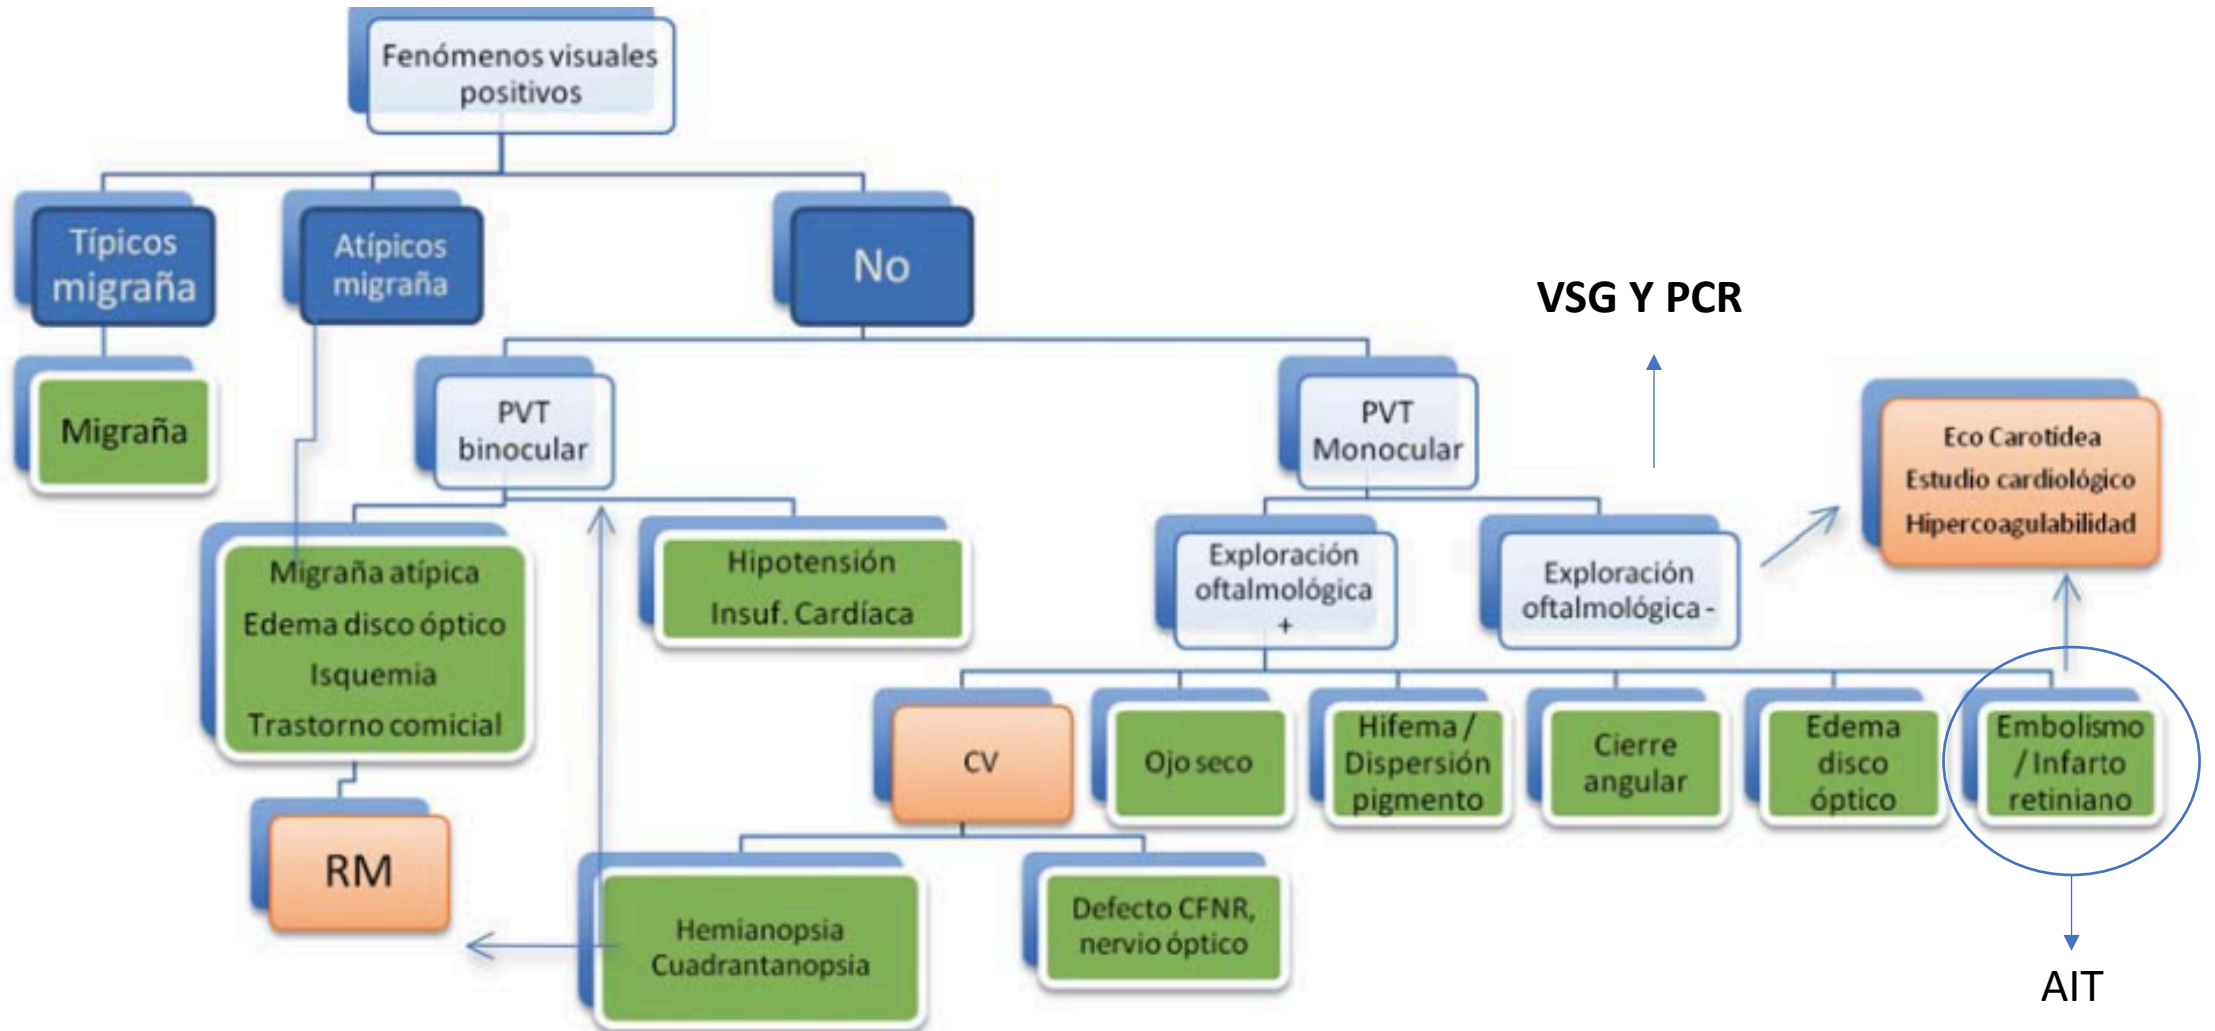 Fenómenos visuales
positivos
Típicos
migraña
Atípicos
migraña
No
VSG Y PCR
Migraña
PVT
binocular
PVT
Monocular
Eco Carotídea
Estudio cardiológico
Hipercoagulabilidad
Migraña atípica
Edema disco óptico
Isquemia
Trastorno comicial
Hipotensión
Insuf. Cardíaca
Exploración
oftalmológica
+
Exploración
oftalmológica -
RM
CV
Ojo seco
Hifema /
Dispersión
pigmento
Cierre
angular
Edema
disco
óptico
Embolismo
/ Infarto
retiniano
Hemianopsia
Cuadrantanopsia
Defecto CFNR,
nervio óptico
AIT